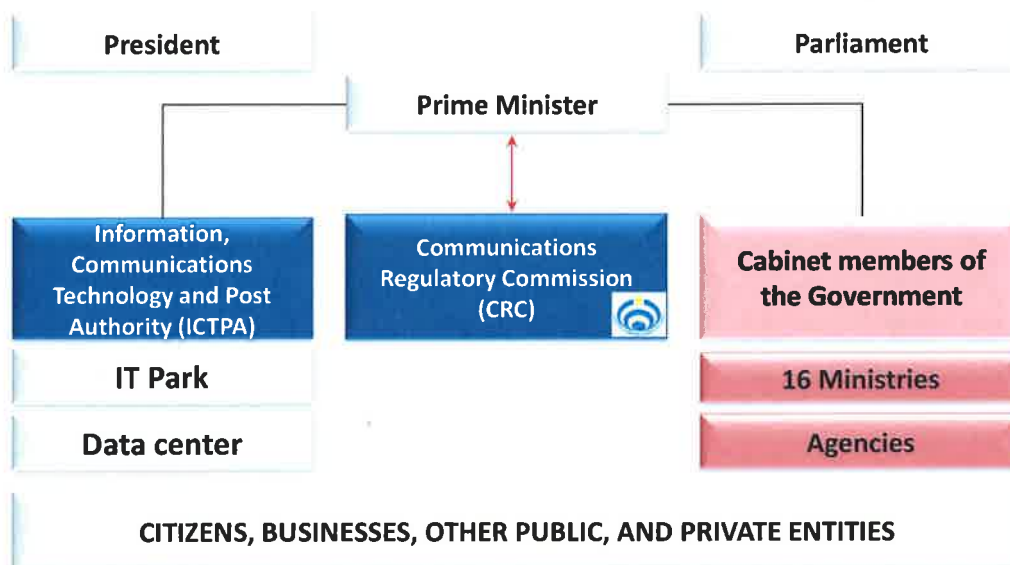 President
Parliament
Prime Minister
Information,
Communications
Technology and Post
Authority (ICTPA)
Communications
Regulatory Commission
(CRC)
Cabinet members of
the Government
IT Park
16 Ministries
Data center
Agencies
CITIZENS, BUSINESSES, OTHER PUBLIC, AND PRIVATE ENTITIES